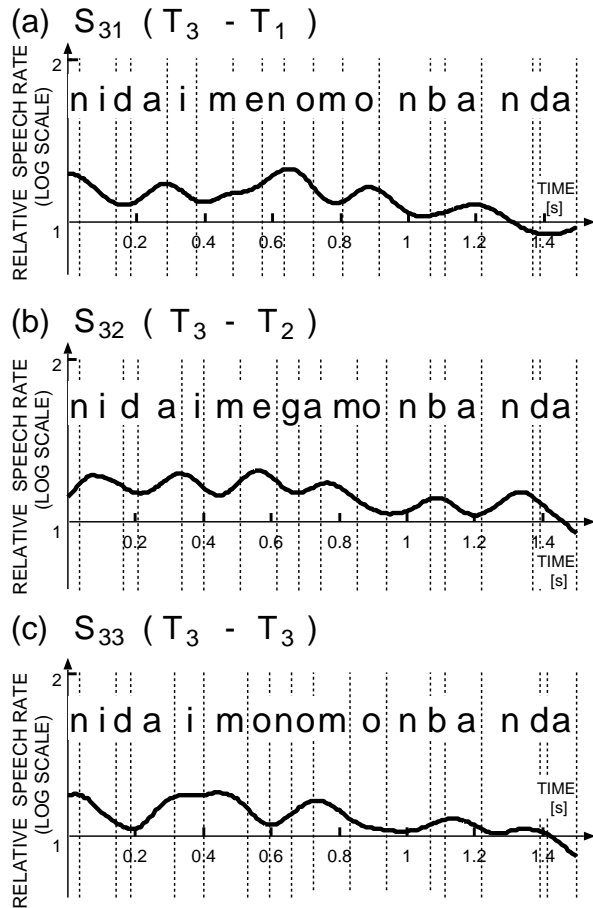 (a) S31 ( T3 - T1 )
RELATIVE SPEECH RATE
(LOG SCALE)
2
n i d a i m e n o m o n b a n d a
TIME
[s]
1
0.2 0.4 0.6 0.8 1 1.2 1.4
(b) S32 ( T3 - T2 )
RELATIVE SPEECH RATE
(LOG SCALE)
2
n i d a i m e g a m o n b a n d a
1
0.2 0.4 0.6 0.8 1 1.2 1.4
TIME
[s]
(c) S33 ( T3 - T3 )
RELATIVE SPEECH RATE
(LOG SCALE)
2
n i d a i m o n o m o n b a n d a
TIME
[s]
1
0.2 0.4 0.6 0.8 1 1.2 1.4